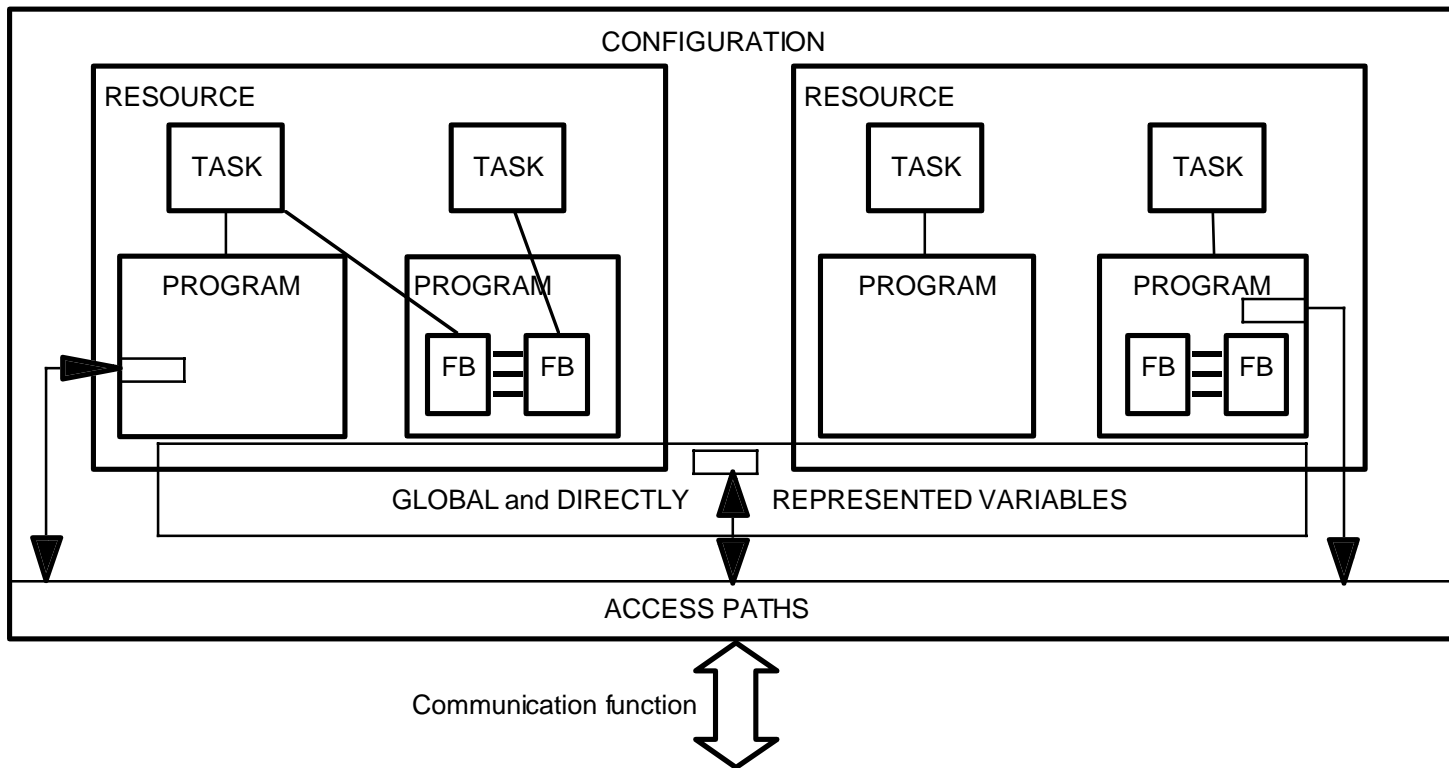 CONFIGURATION
RESOURCE RESOURCE
TASK TASK TASK TASK
PROGRAM PROGRAM PROGRAM PROGRAM
FB FB FB FB
GLOBAL and DIRECTLY REPRESENTED VARIABLES
ACCESS PATHS
Communication function